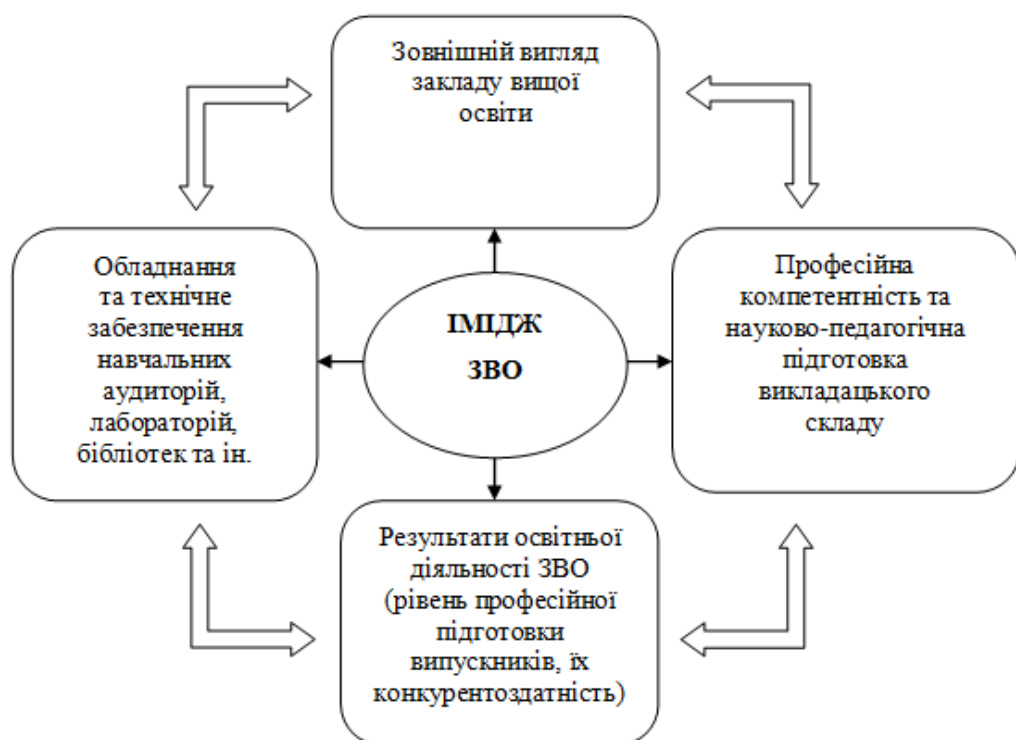 Зовнішній вигляд
закладу вищої
освіти
Обладнання
та технічне
забезпечення
навчальних
аудиторій,
лабораторій,
бібліотек та ін.
ІМІДЖ
ЗВО
Професійна
компетентність та
науково-педагогічна
підготовка
викладацького
складу
Результати освітньої
діяльності ЗВО
(рівень професійної
підготовки
випускників, їх
конкурентоздатність)